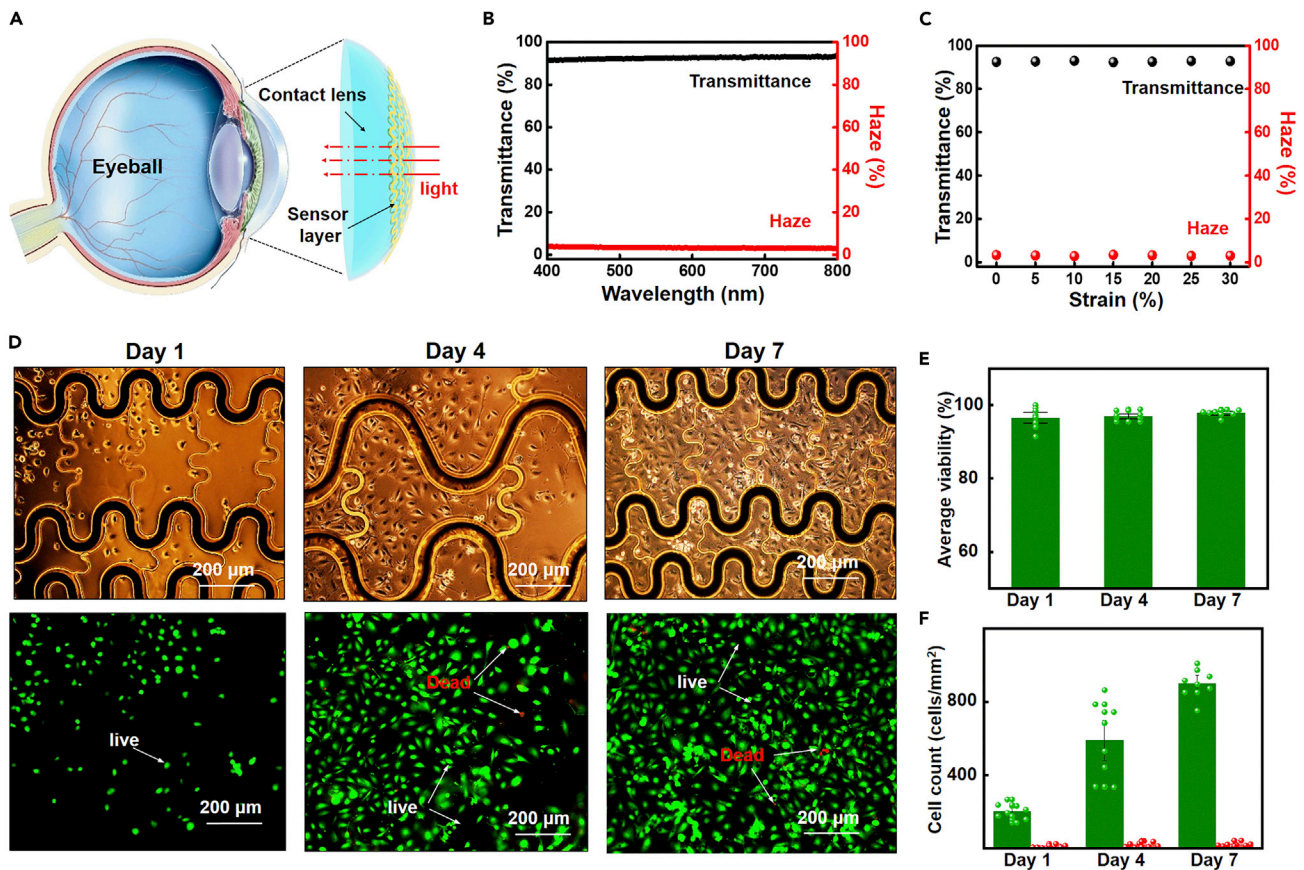 A
Contact lens
Eyeball
light
Sensor
layer
B
Transmittance (%)
100
80
60
40
20
0
Transmittance
Haze
400 500 600 700 800
Wavelength (nm)
100
80
60
40
20
0
Haze (%)
C
Transmittance (%)
100
80
60
40
20
0
Transmittance
Haze
0 5 10 15 20 25 30
Strain (%)
100
80
60
40
20
0
Haze (%)
D
Day 1 Day 4 Day 7
200 μm 200 μm 200 μm
live
200 μm
Dead
live
200 μm
live
Dead
200 μm
E
Average viability (%)
100
80
60
Day 1 Day 4 Day 7
F
Cell count (cells/mm²)
800
400
Day 1 Day 4 Day 7